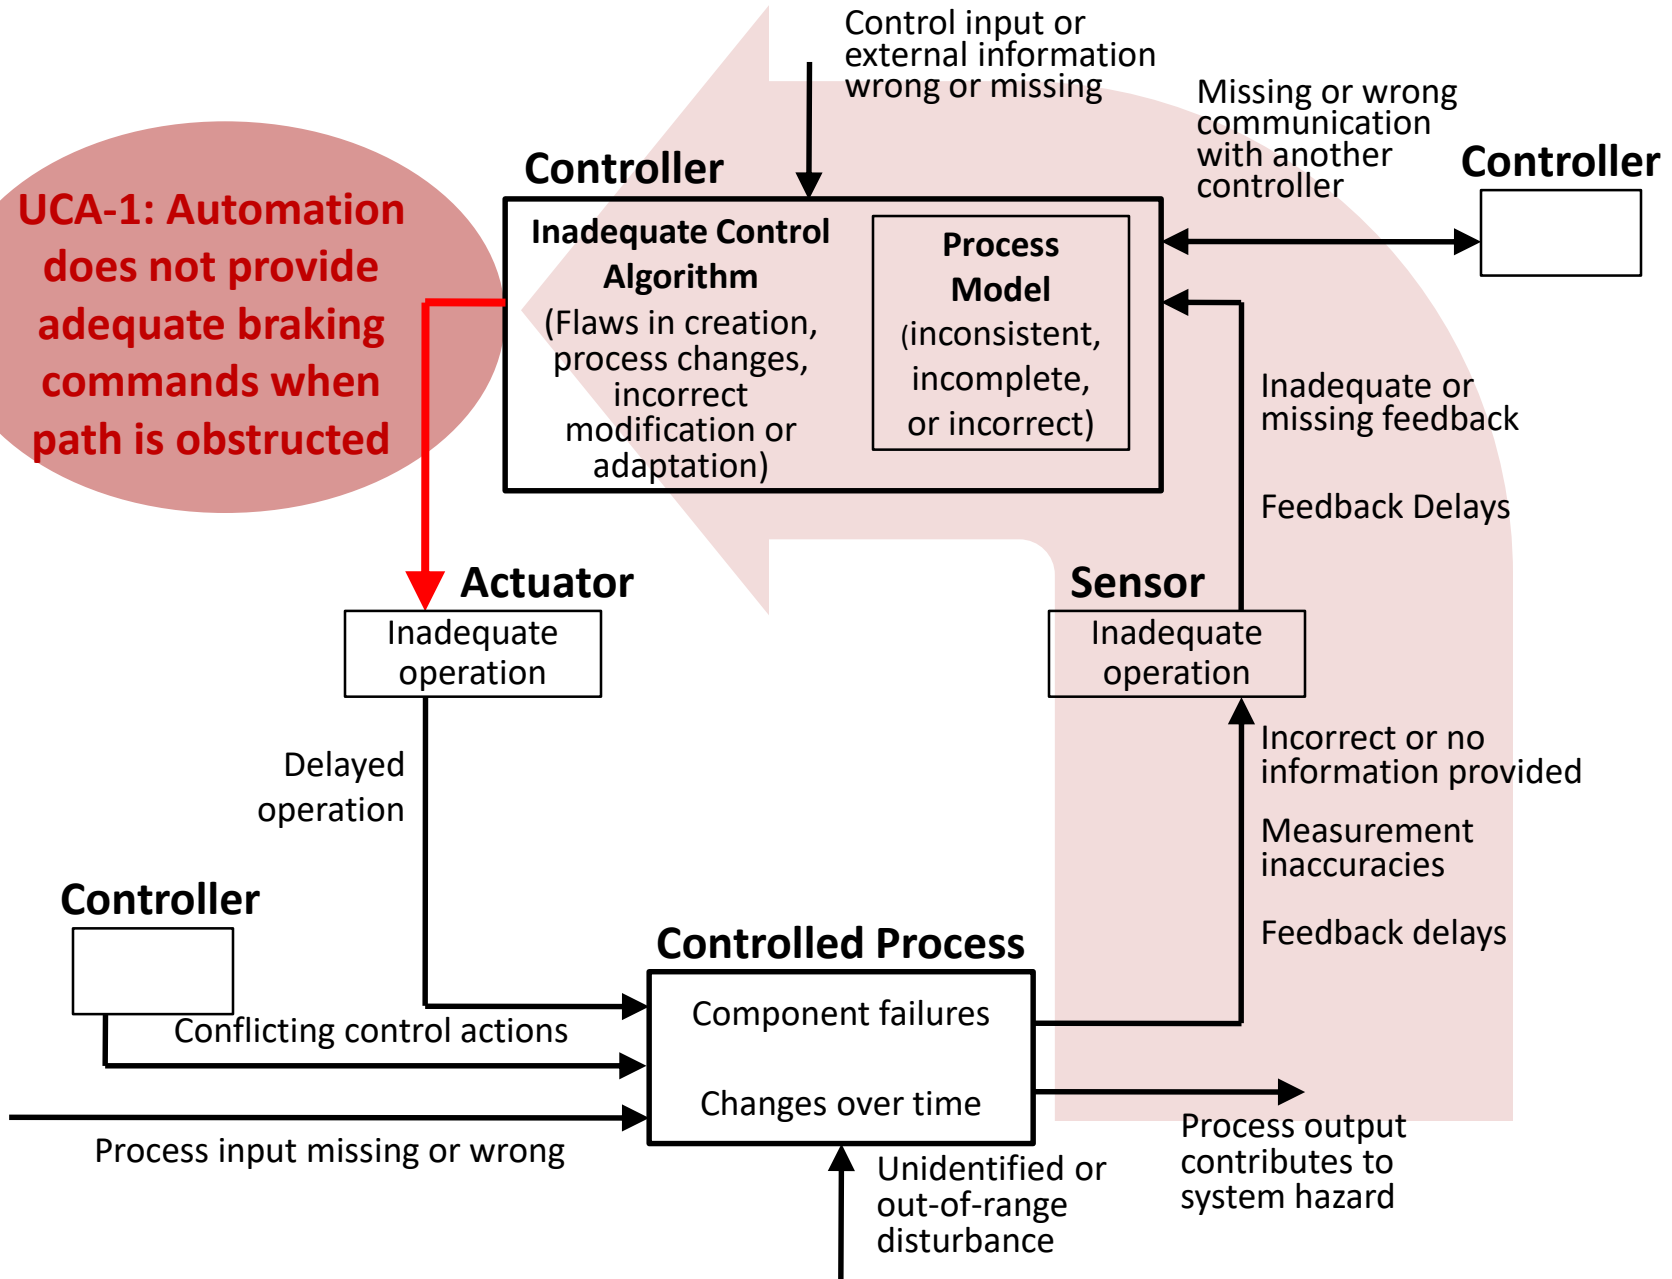 Control input or
external information
wrong or missing
Missing or wrong
communication
with another
controller
Controller
Controller
UCA-1: Automation
does not provide
adequate braking
commands when
path is obstructed
Inadequate Control
Algorithm
(Flaws in creation,
process changes,
incorrect
modification or
adaptation)
Process
Model
(inconsistent,
incomplete,
or incorrect)
Inadequate or
missing feedback
Feedback Delays
Actuator
Inadequate
operation
Sensor
Inadequate
operation
Delayed
operation
Incorrect or no
information provided
Measurement
inaccuracies
Feedback delays
Controller
Conflicting control actions
Process input missing or wrong
Controlled Process
Component failures
Changes over time
Unidentified or
out-of-range
disturbance
Process output
contributes to
system hazard